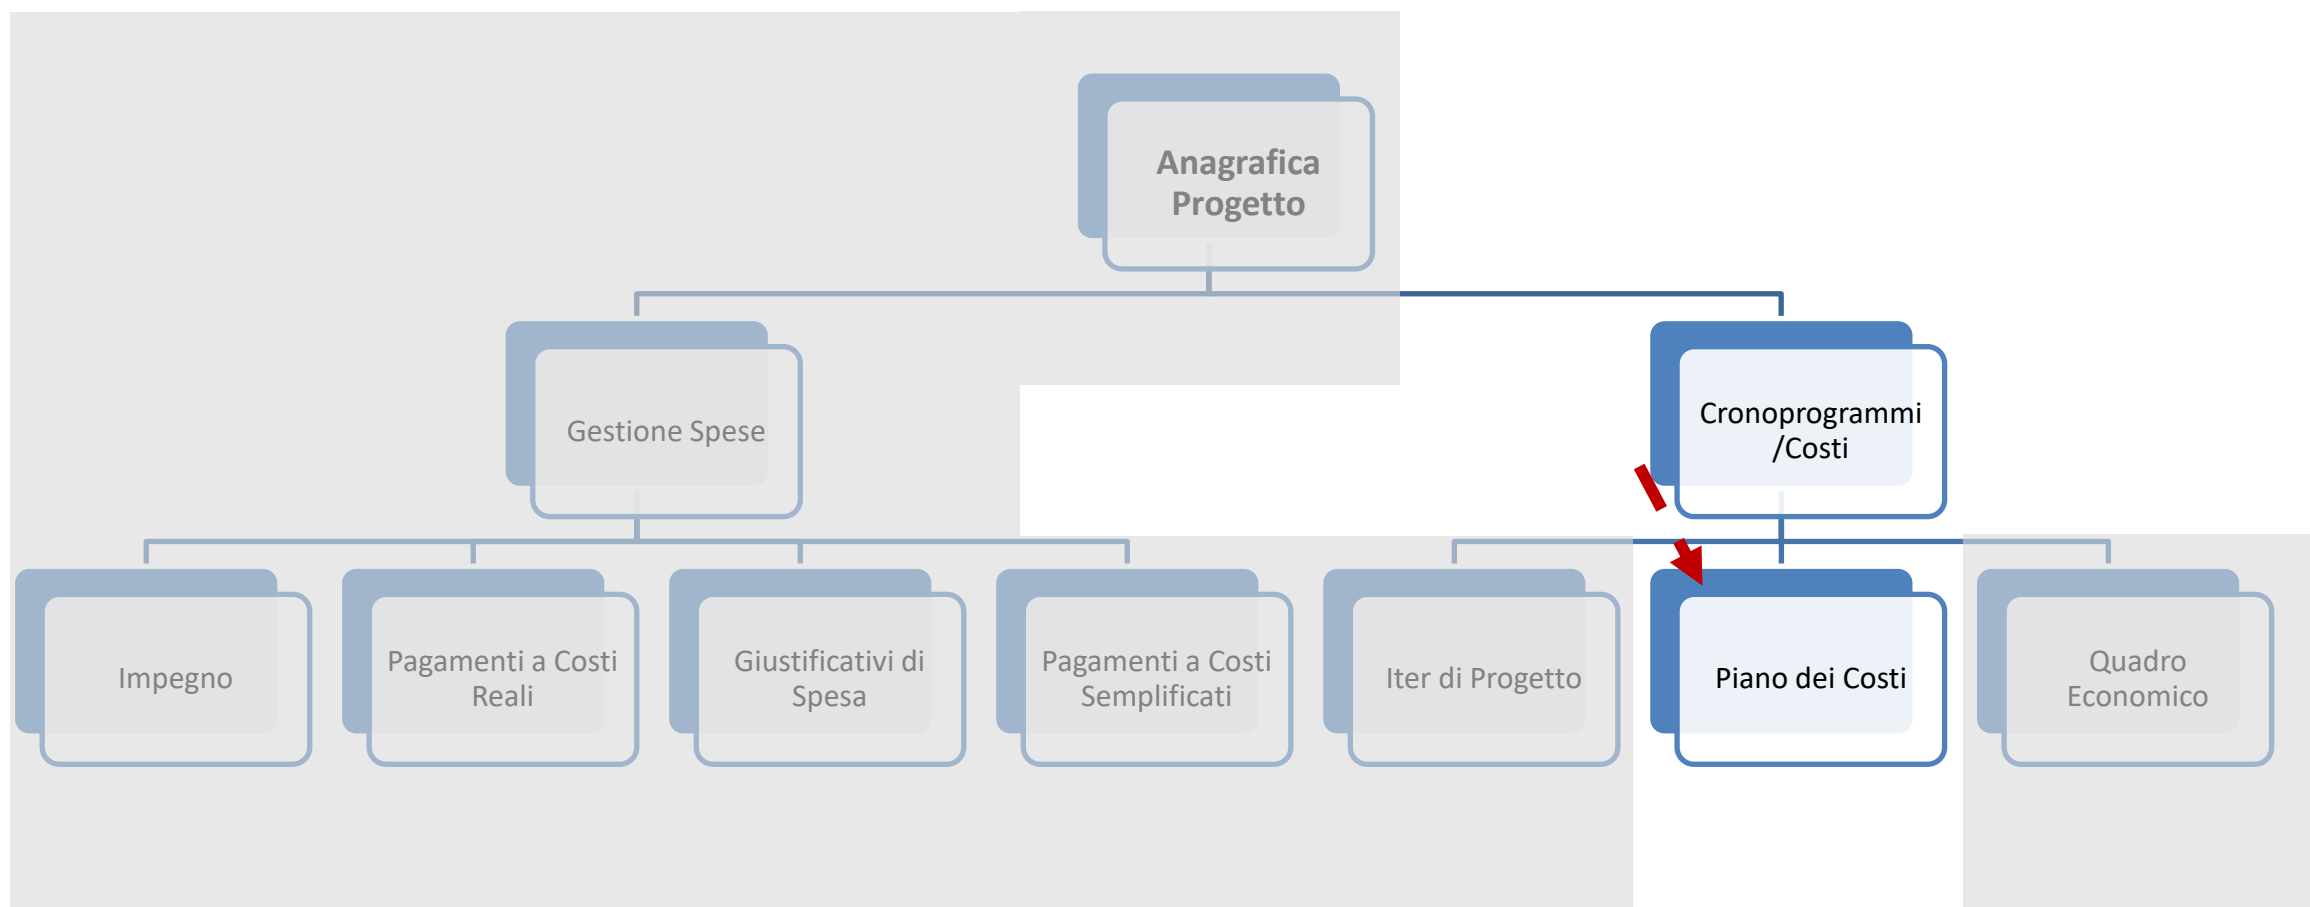 Anagrafica
Progetto
Gestione Spese
Cronoprogrammi
/Costi
Impegno
Pagamenti a Costi
Reali
Giustificativi di
Spesa
Pagamenti a Costi
Semplificati
Iter di Progetto
Piano dei Costi
Quadro
Economico